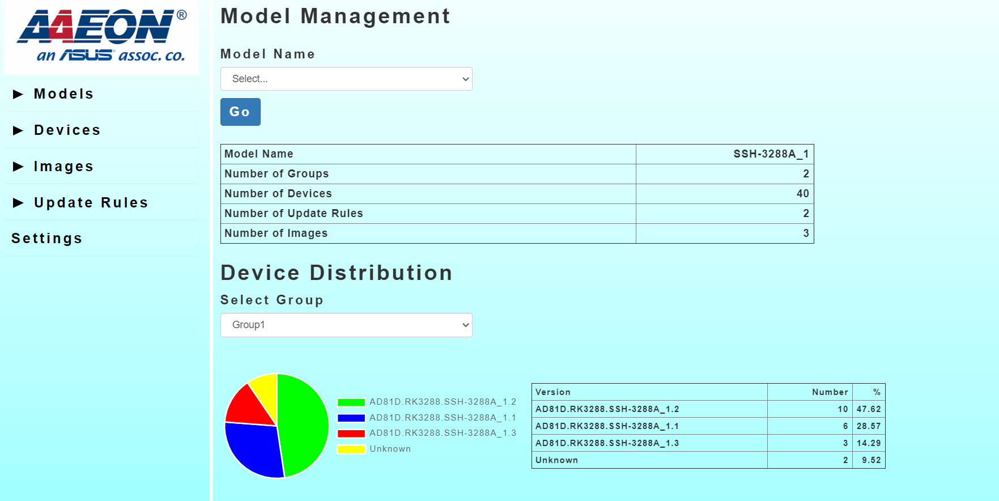 AAEON®
an ASUS® assoc. co.
► Models
► Devices
► Images
► Update Rules
Settings
Model Management
Model Name
Select...
Go
Model Name SSH-3288A_1
Number of Groups 2
Number of Devices 40
Number of Update Rules 2
Number of Images 3
Device Distribution
Select Group
Group1
AD81D.RK3288.SSH-3288A_1.2
AD81D.RK3288.SSH-3288A_1.1
AD81D.RK3288.SSH-3288A_1.3
Unknown
Version Number %
AD81D.RK3288.SSH-3288A_1.2 10 47.62
AD81D.RK3288.SSH-3288A_1.1 6 28.57
AD81D.RK3288.SSH-3288A_1.3 3 14.29
Unknown 2 9.52